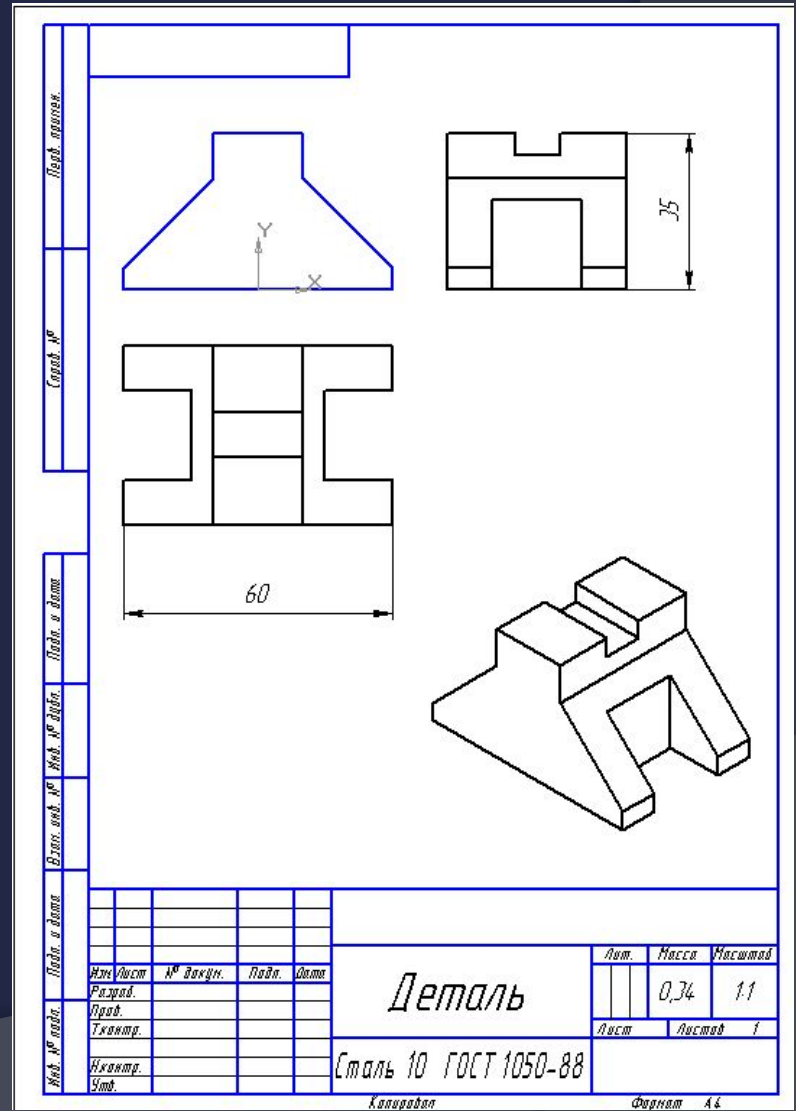 Перв. примен.
Справ. №
Y
X
35
60
Подп. и дата
Инв. № дубл.
Взам. инв. №
Подп. и дата
Инв. № подл.
Изм Лист № докум. Подп. Дата
Разраб.
Пров.
Т.контр.
Н.контр.
Утв.
Деталь
Сталь 10 ГОСТ 1050-88
Лит. Масса Масштаб
0,34 1:1
Лист Листов 1
Копировал Формат А4